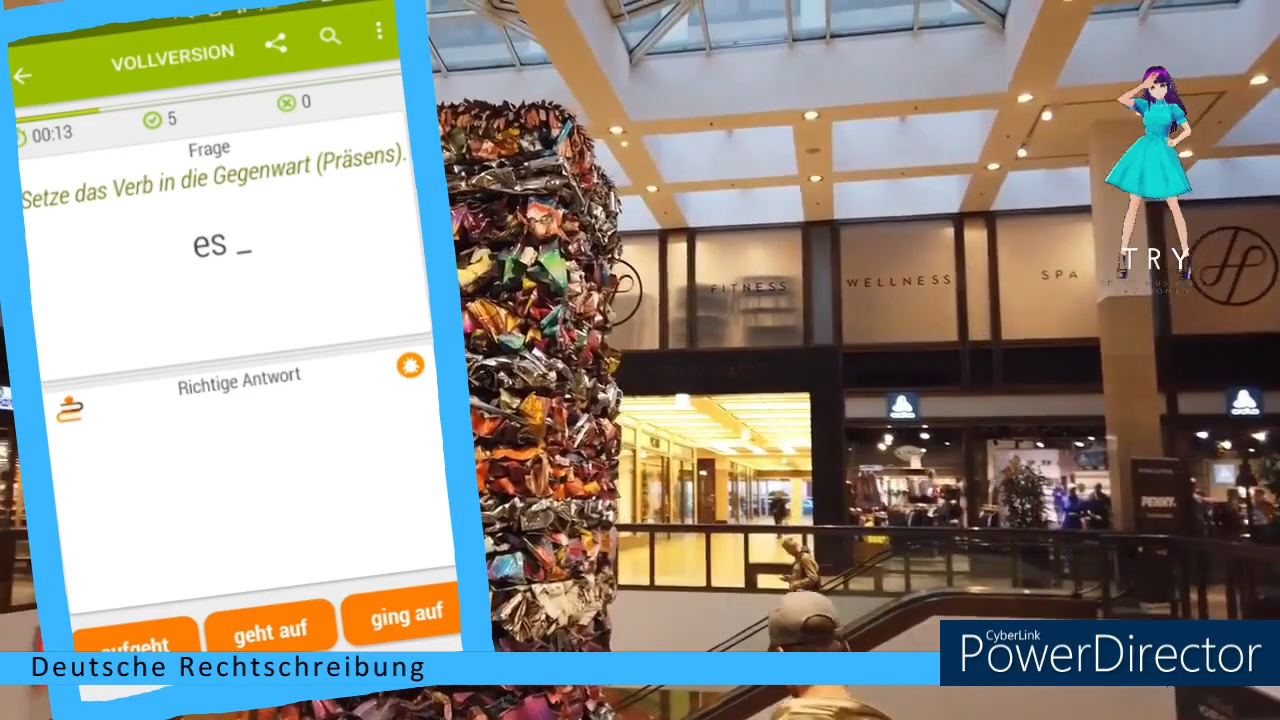 VOLLVERSION
00:13
5
0
Frage
Setze das Verb in die Gegenwart (Präsens).
es _
Richtige Antwort
geht auf
ging auf
Deutsche Rechtschreibung
FITNESS
WELLNESS
SPA
TRY
PENNY.
CyberLink
PowerDirector